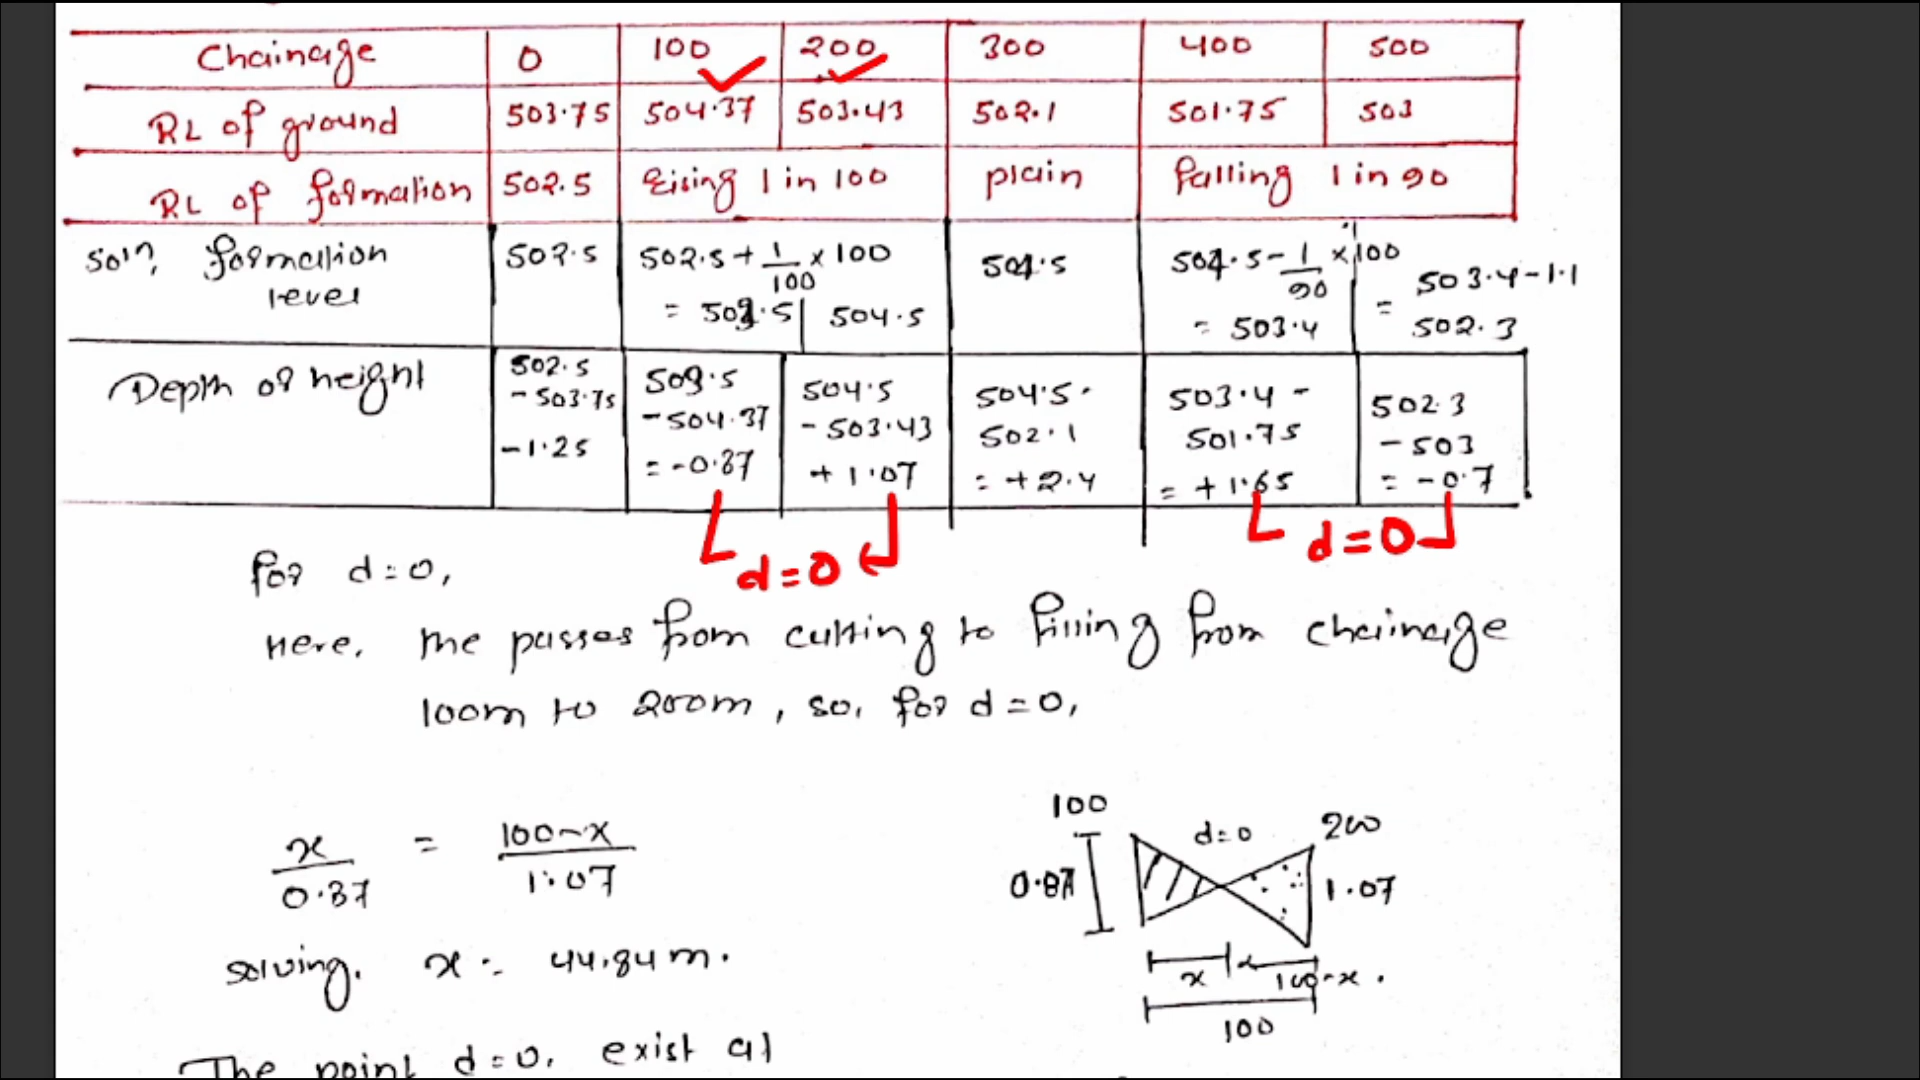 Chainage 0 100 200 300 400 500
RL of ground 503.75 504.37 503.43 502.1 501.75 503
RL of formation 502.5 Rising 1 in 100 plain falling 1 in 90
soln, formation level 502.5 502.5 + 1/100 x 100 = 503.5 504.5 504.5 504.5 - 1/90 x 100 = 503.4 503.4 - 1.1 = 502.3
Depth or height 502.5 - 503.75 - 1.25 503.5 - 504.37 = -0.87 504.5 - 503.43 + 1.07 504.5 - 502.1 = +2.4 503.4 - 501.75 = +1.65 502.3 - 503 = -0.7
d=0 d=0
for d=0,
Here, the passes from cutting to filling from chainage
100m to 200m, so, for d=0,
x/0.87 = 100-x/1.07
solving. x = 44.84m.
100 d=0 200
0.87 1.07
x 100-x.
100
The point d=0, exist at